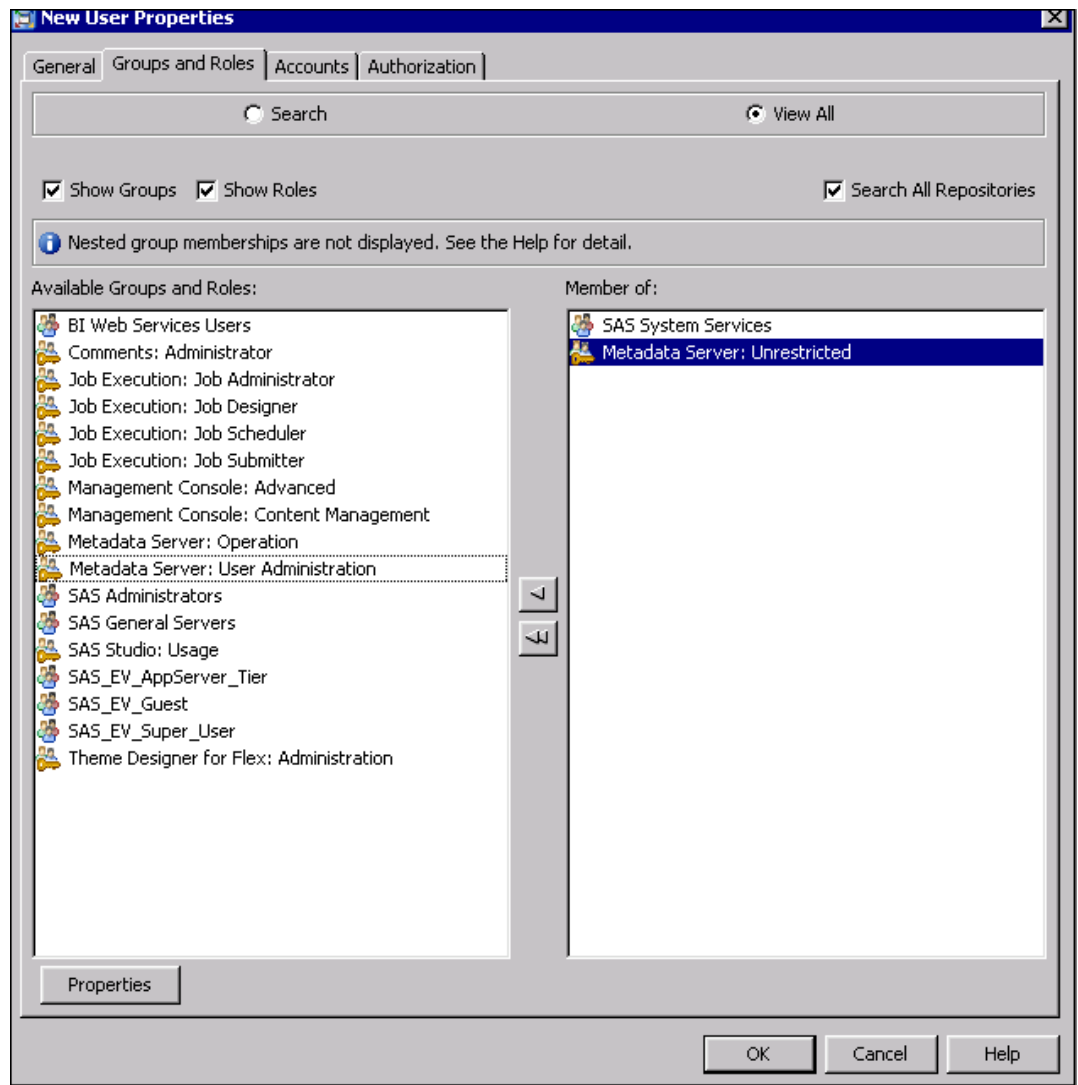 New User Properties
General Groups and Roles Accounts Authorization
Search View All
Show Groups Show Roles Search All Repositories
Nested group memberships are not displayed. See the Help for detail.
Available Groups and Roles:
BI Web Services Users
Comments: Administrator
Job Execution: Job Administrator
Job Execution: Job Designer
Job Execution: Job Scheduler
Job Execution: Job Submitter
Management Console: Advanced
Management Console: Content Management
Metadata Server: Operation
Metadata Server: User Administration
SAS Administrators
SAS General Servers
SAS Studio: Usage
SAS_EV_AppServer_Tier
SAS_EV_Guest
SAS_EV_Super_User
Theme Designer for Flex: Administration
Member of:
SAS System Services
Metadata Server: Unrestricted
Properties
OK Cancel Help